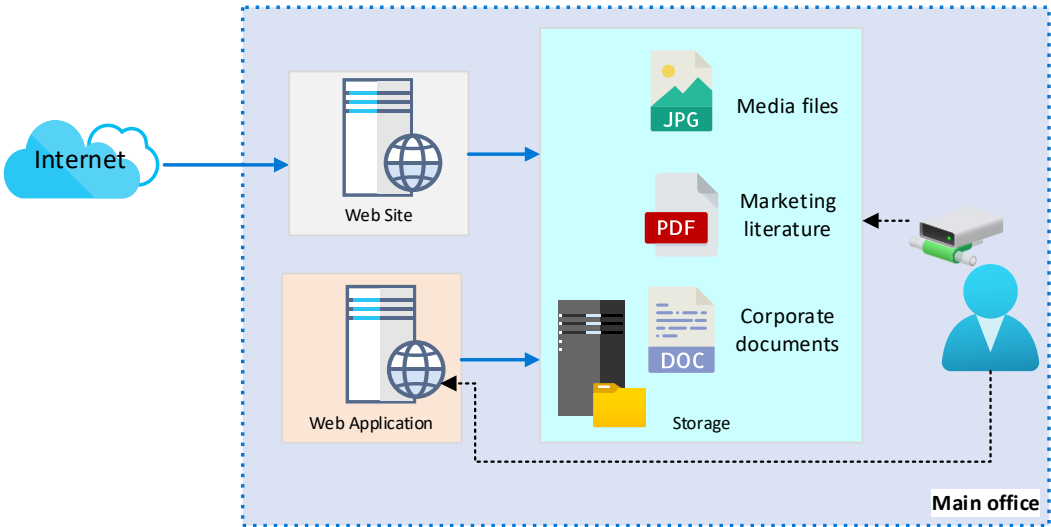 Internet
Web Site
Web Application
JPG
Media files
PDF
Marketing
literature
DOC
Corporate
documents
Storage
Main office